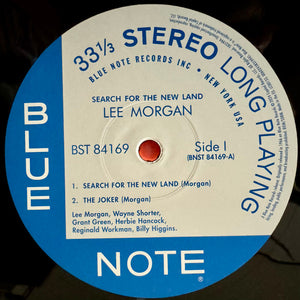 33 1/3 STEREO LONG PLAYING
BLUE NOTE RECORDS INC • NEW YORK USA
SEARCH FOR THE NEW LAND
LEE MORGAN
BST 84169
Side I
(BNST 84169-A)
1. SEARCH FOR THE NEW LAND (Morgan)
2. THE JOKER (Morgan)
Lee Morgan, Wayne Shorter,
Grant Green, Herbie Hancock,
Reginald Workman, Billy Higgins.
BLUE
NOTE®